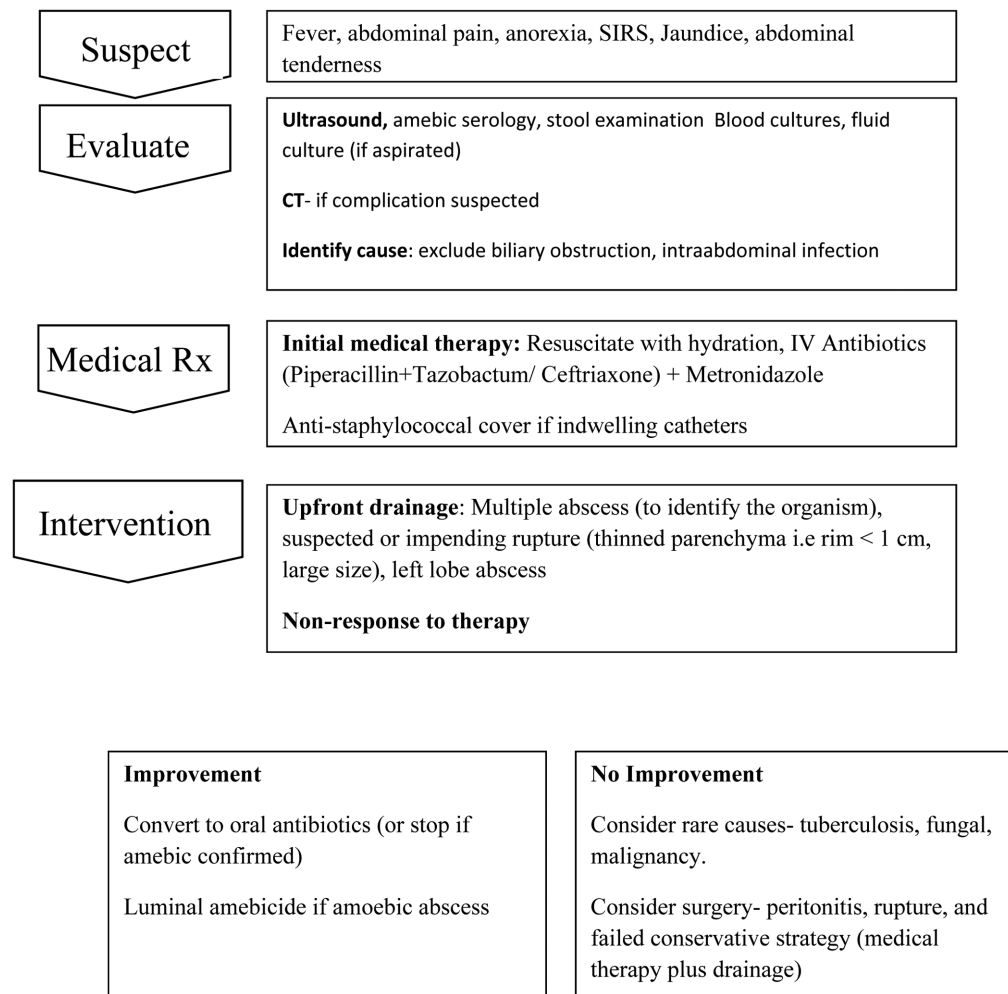 Suspect
Fever, abdominal pain, anorexia, SIRS, Jaundice, abdominal
tenderness
Evaluate
Ultrasound, amebic serology, stool examination  Blood cultures, fluid
culture (if aspirated)
CT- if complication suspected
Identify cause: exclude biliary obstruction, intraabdominal infection
Medical Rx
Initial medical therapy: Resuscitate with hydration, IV Antibiotics
(Piperacillin+Tazobactum/ Ceftriaxone) + Metronidazole
Anti-staphylococcal cover if indwelling catheters
Intervention
Upfront drainage: Multiple abscess (to identify the organism),
suspected or impending rupture (thinned parenchyma i.e rim < 1 cm,
large size), left lobe abscess
Non-response to therapy
Improvement
Convert to oral antibiotics (or stop if
amebic confirmed)
Luminal amebicide if amoebic abscess
No Improvement
Consider rare causes- tuberculosis, fungal,
malignancy.
Consider surgery- peritonitis, rupture, and
failed conservative strategy (medical
therapy plus drainage)